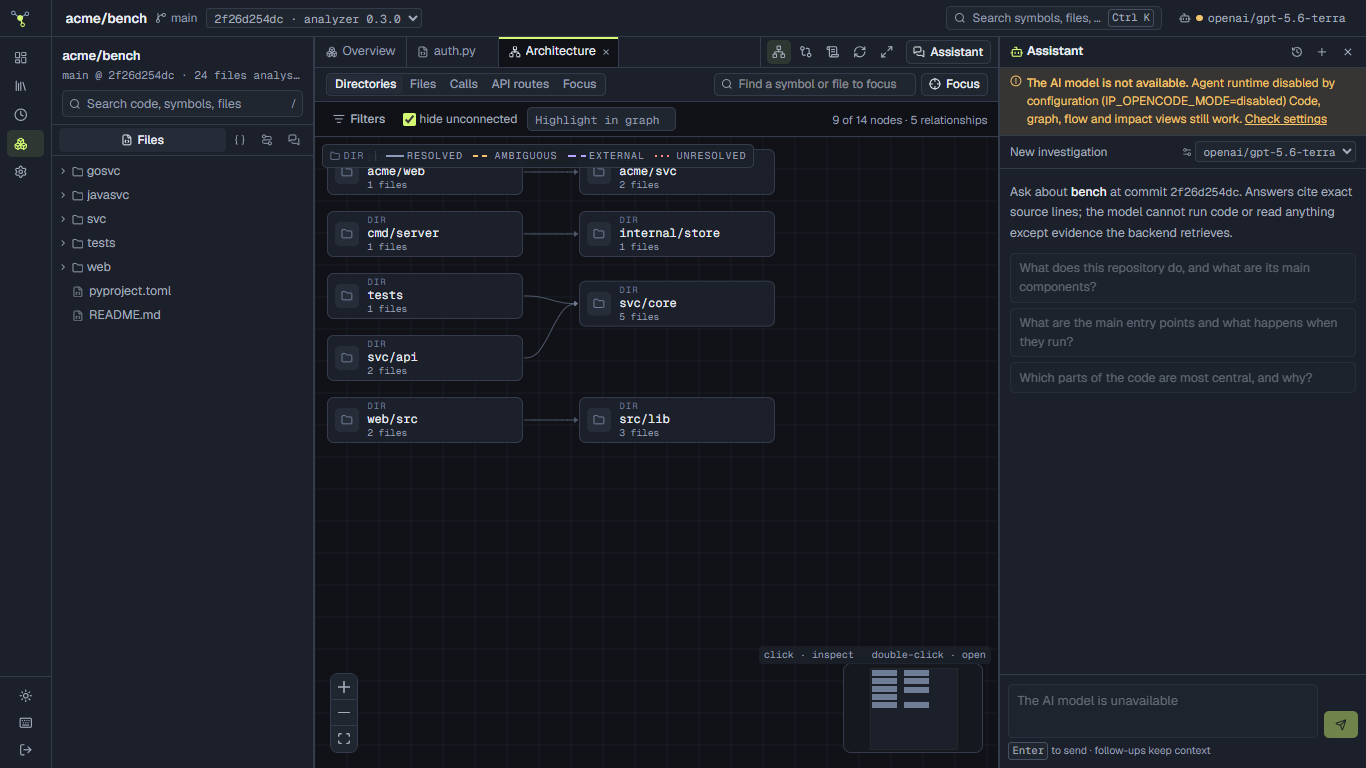 acme/bench main 2f26d254dc · analyzer 0.3.0 Search symbols, files, … Ctrl K openai/gpt-5.6-terra
acme/bench
main @ 2f26d254dc · 24 files analys…
Search code, symbols, files /
Files
gosvc
javasvc
svc
tests
web
pyproject.toml
README.md
Overview auth.py Architecture × Assistant
Directories Files Calls API routes Focus Find a symbol or file to focus Focus
Filters hide unconnected Highlight in graph 9 of 14 nodes · 5 relationships
DIR RESOLVED AMBIGUOUS EXTERNAL UNRESOLVED
acme/web
1 files
acme/svc
2 files
DIR
cmd/server
1 files
DIR
internal/store
1 files
DIR
tests
1 files
DIR
svc/core
5 files
DIR
svc/api
2 files
DIR
web/src
2 files
DIR
src/lib
3 files
click · inspect double-click · open
Assistant
The AI model is not available. Agent runtime disabled by
configuration (IP_OPENCODE_MODE=disabled) Code,
graph, flow and impact views still work. Check settings
New investigation openai/gpt-5.6-terra
Ask about bench at commit 2f26d254dc. Answers cite exact
source lines; the model cannot run code or read anything
except evidence the backend retrieves.
What does this repository do, and what are its main
components?
What are the main entry points and what happens when
they run?
Which parts of the code are most central, and why?
The AI model is unavailable
Enter to send · follow-ups keep context